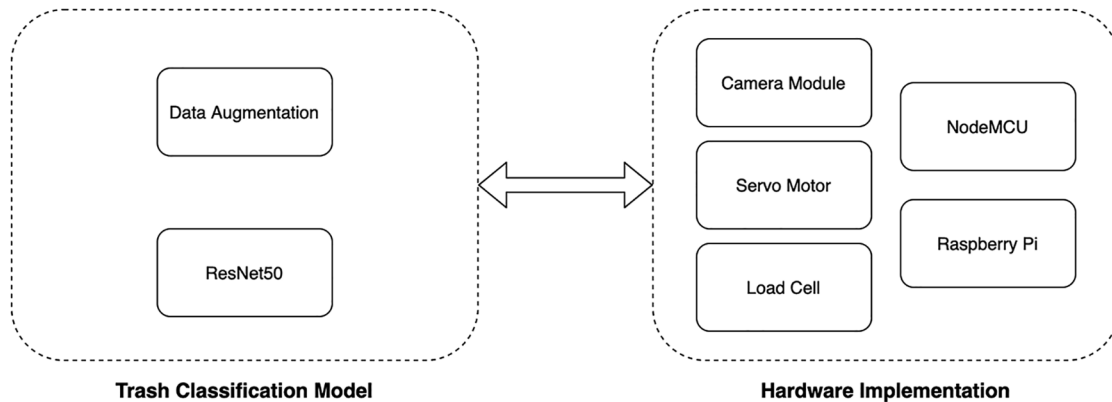 Data Augmentation
ResNet50
Trash Classification Model
Camera Module
Servo Motor
Load Cell
NodeMCU
Raspberry Pi
Hardware Implementation